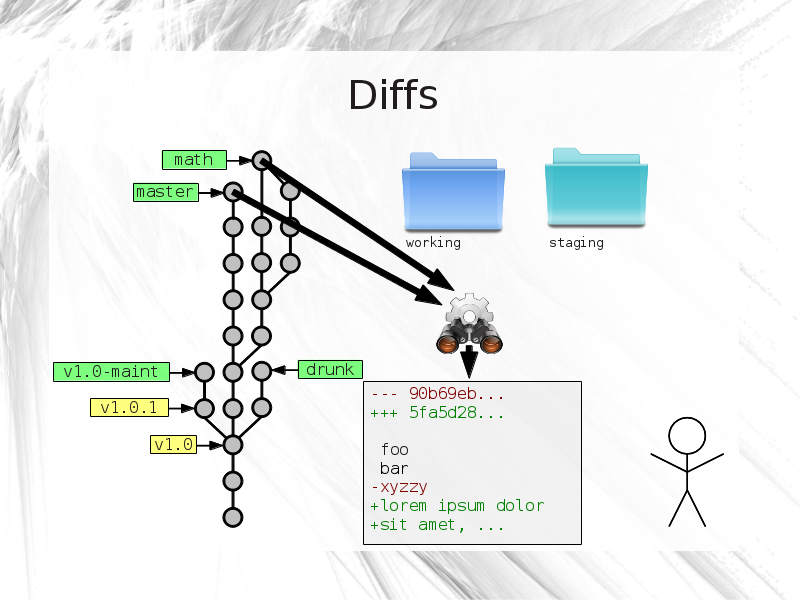 Diffs
math
master
working
staging
v1.0-maint
drunk
v1.0.1
v1.0
--- 90b69eb...
+++ 5fa5d28...
foo
bar
-xyzzy
+lorem ipsum dolor
+sit amet, ...